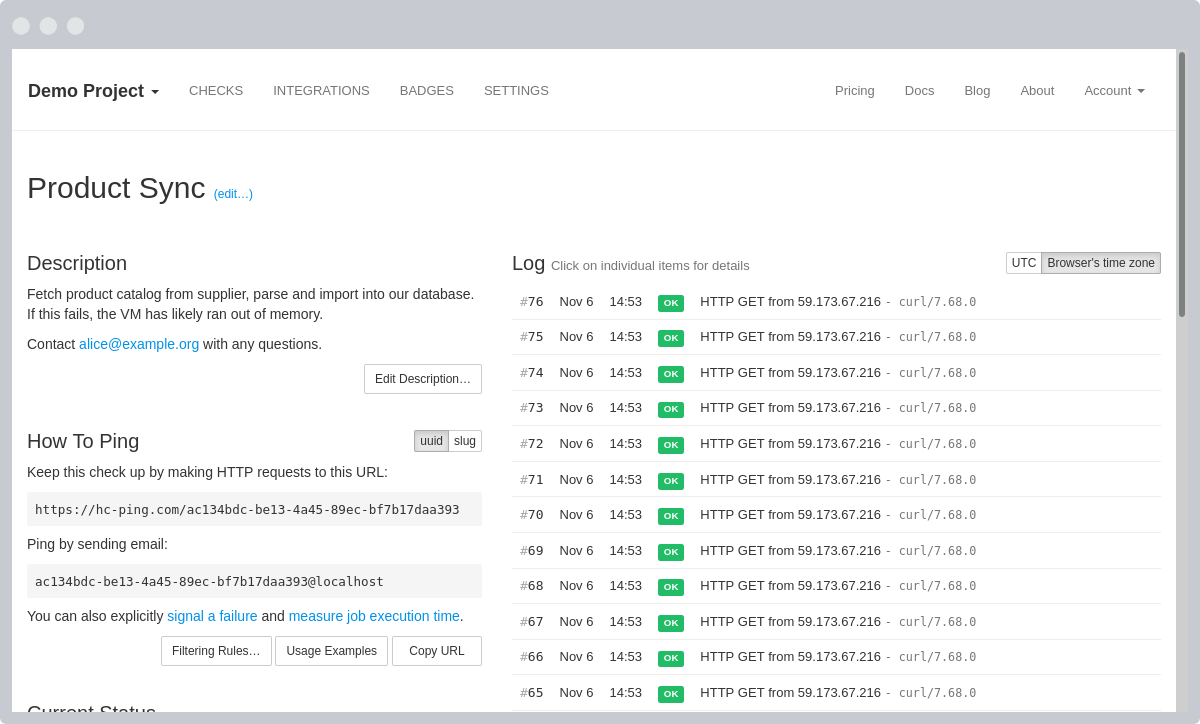 Demo Project CHECKS INTEGRATIONS BADGES SETTINGS Pricing Docs Blog About Account
Product Sync (edit…)
Description
Fetch product catalog from supplier, parse and import into our database.
If this fails, the VM has likely ran out of memory.
Contact alice@example.org with any questions.
Edit Description…
How To Ping uuid slug
Keep this check up by making HTTP requests to this URL:
https://hc-ping.com/ac134bdc-be13-4a45-89ec-bf7b17daa393
Ping by sending email:
ac134bdc-be13-4a45-89ec-bf7b17daa393@localhost
You can also explicitly signal a failure and measure job execution time.
Filtering Rules… Usage Examples Copy URL
Current Status
Log Click on individual items for details UTC Browser's time zone
#76 Nov 6 14:53 OK HTTP GET from 59.173.67.216 - curl/7.68.0
#75 Nov 6 14:53 OK HTTP GET from 59.173.67.216 - curl/7.68.0
#74 Nov 6 14:53 OK HTTP GET from 59.173.67.216 - curl/7.68.0
#73 Nov 6 14:53 OK HTTP GET from 59.173.67.216 - curl/7.68.0
#72 Nov 6 14:53 OK HTTP GET from 59.173.67.216 - curl/7.68.0
#71 Nov 6 14:53 OK HTTP GET from 59.173.67.216 - curl/7.68.0
#70 Nov 6 14:53 OK HTTP GET from 59.173.67.216 - curl/7.68.0
#69 Nov 6 14:53 OK HTTP GET from 59.173.67.216 - curl/7.68.0
#68 Nov 6 14:53 OK HTTP GET from 59.173.67.216 - curl/7.68.0
#67 Nov 6 14:53 OK HTTP GET from 59.173.67.216 - curl/7.68.0
#66 Nov 6 14:53 OK HTTP GET from 59.173.67.216 - curl/7.68.0
#65 Nov 6 14:53 OK HTTP GET from 59.173.67.216 - curl/7.68.0